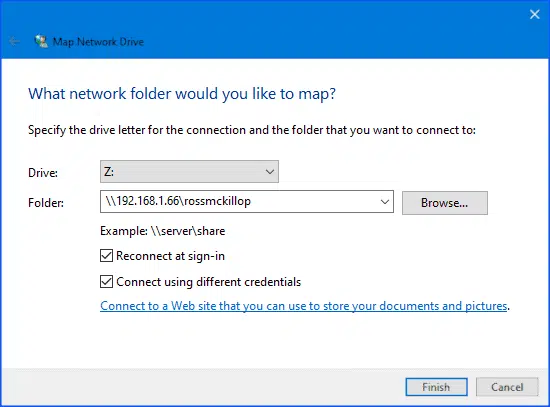 Map Network Drive
What network folder would you like to map?
Specify the drive letter for the connection and the folder that you want to connect to:
Drive: Z:
Folder: \\192.168.1.66\rossmckillop Browse...
Example: \\server\share
Reconnect at sign-in
Connect using different credentials
Connect to a Web site that you can use to store your documents and pictures.
Finish Cancel